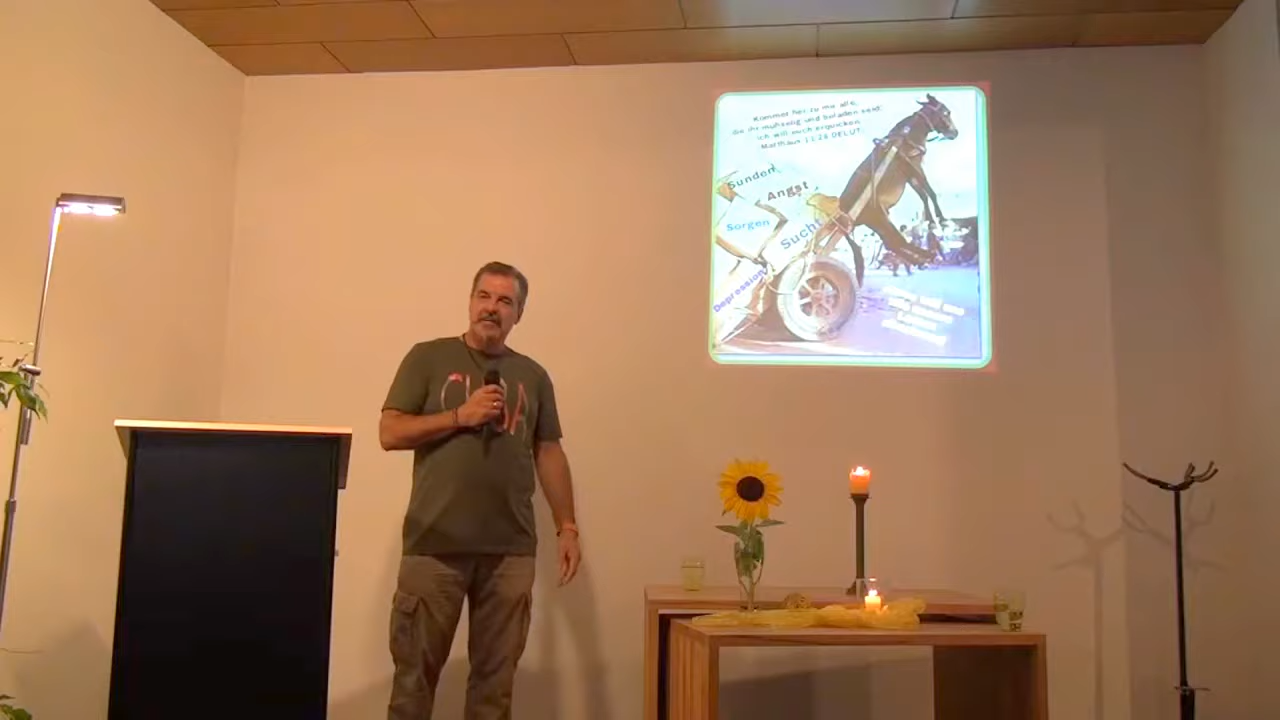 Kommet her zu mir alle,
die ihr mühselig und beladen seid;
ich will euch erquicken.
Matthäus 11,28 DELUT
Sünden
Angst
Sorgen
Sucht
Depression